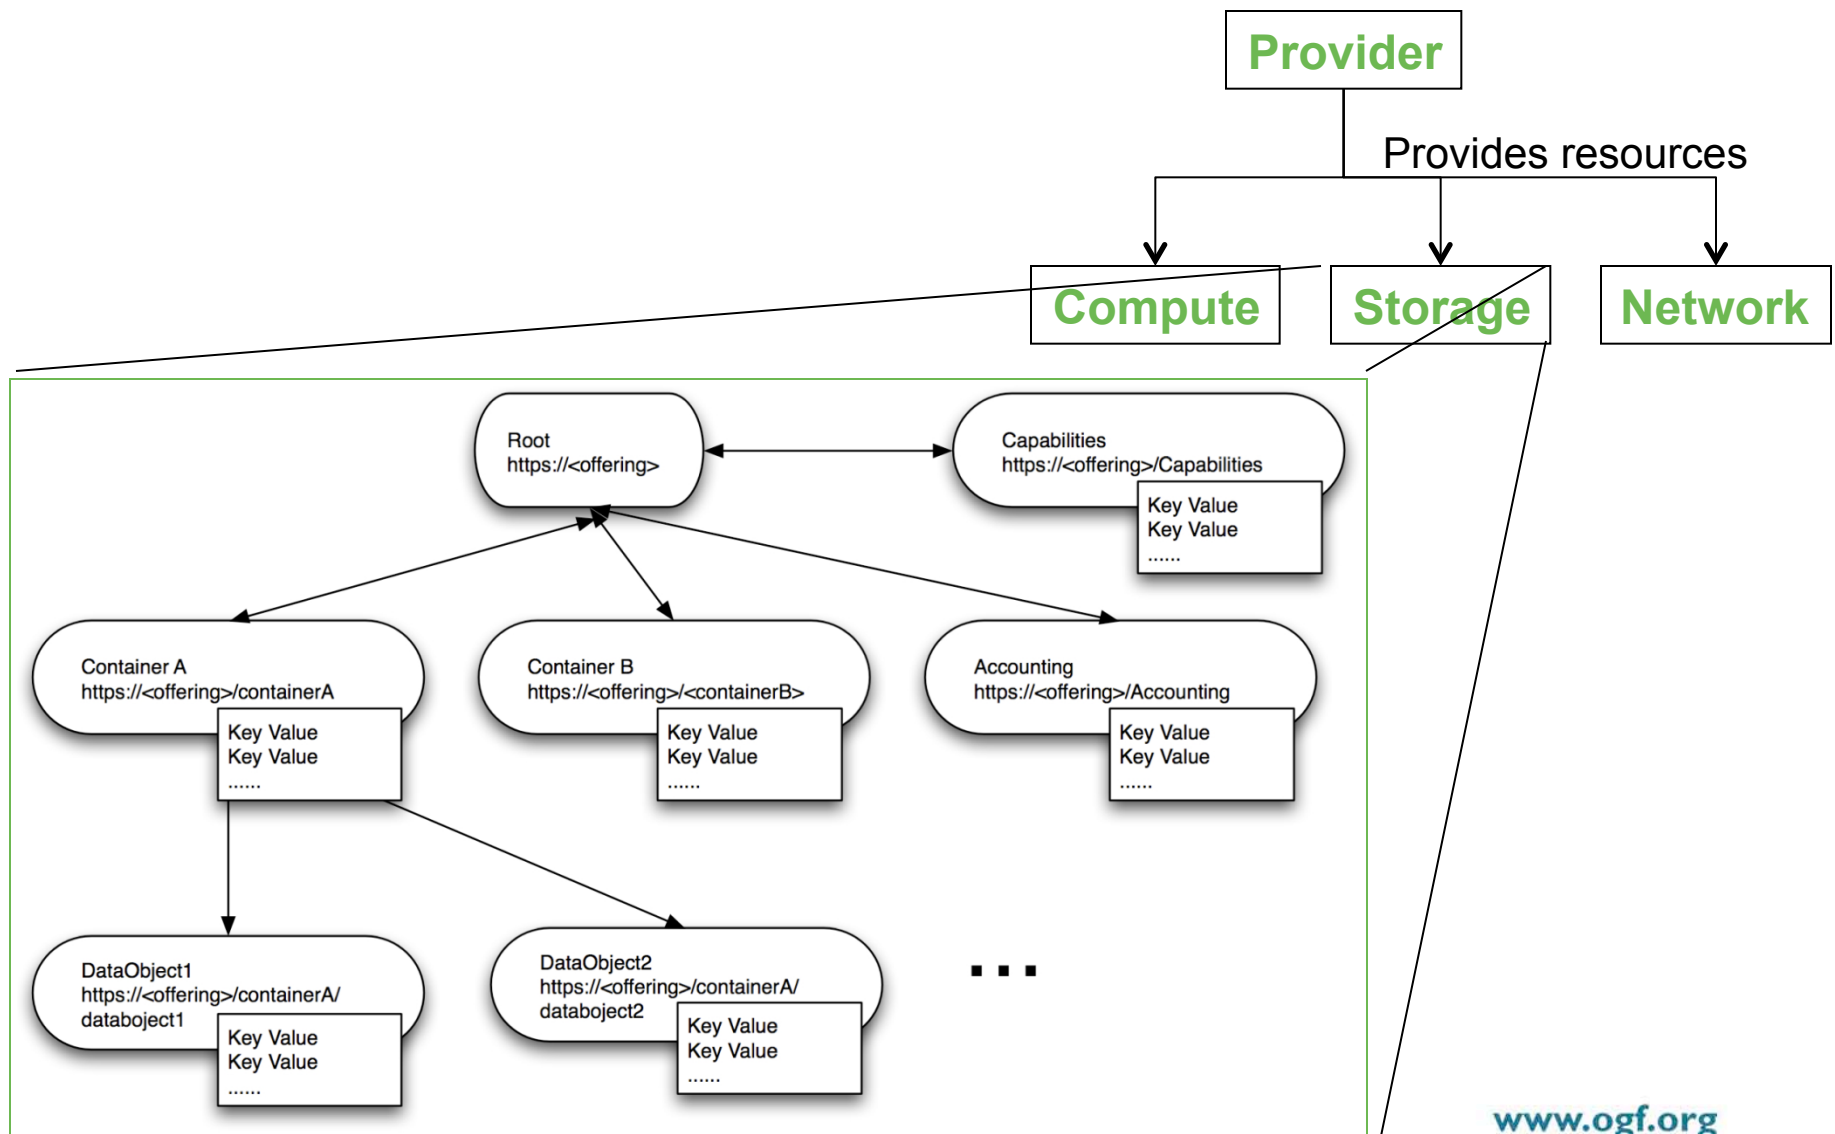 Provider
Provides resources
Compute
Storage
Network
Root
https://<offering>
Capabilities
https://<offering>/Capabilities
Key Value
Key Value
......
Container A
https://<offering>/containerA
Key Value
Key Value
......
Container B
https://<offering>/<containerB>
Key Value
Key Value
......
Accounting
https://<offering>/Accounting
Key Value
Key Value
......
DataObject1
https://<offering>/containerA/
databoject1
Key Value
Key Value
......
DataObject2
https://<offering>/containerA/
databoject2
Key Value
Key Value
......
...
www.ogf.org